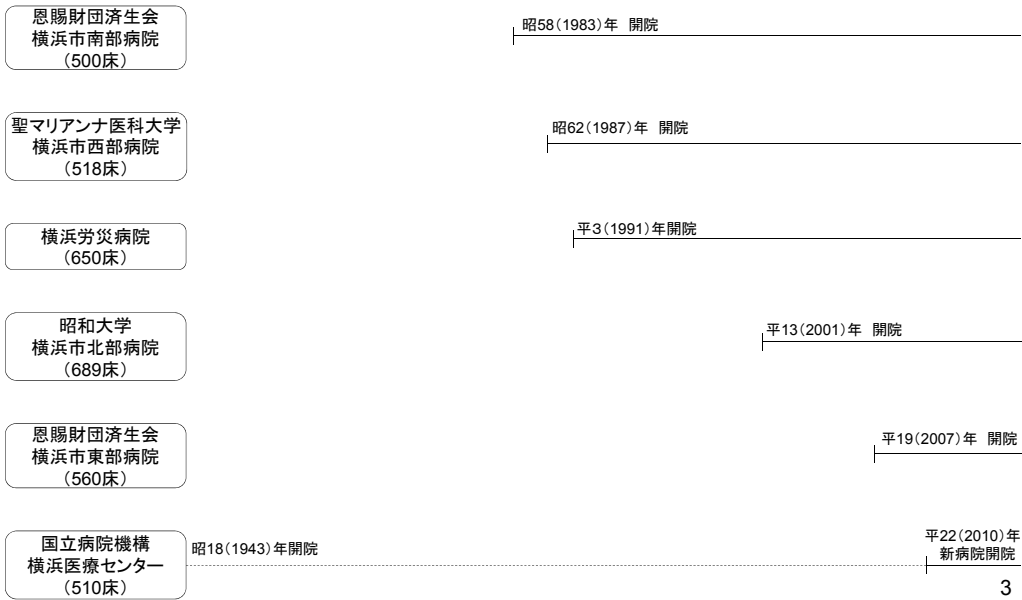 恩賜財団済生会
横浜市南部病院
（500床）
昭58（1983）年 開院
聖マリアンナ医科大学
横浜市西部病院
（518床）
昭62（1987）年 開院
横浜労災病院
（650床）
平３（1991）年開院
昭和大学
横浜市北部病院
（689床）
平13（2001）年 開院
恩賜財団済生会
横浜市東部病院
（560床）
平19（2007）年 開院
国立病院機構
横浜医療センター
（510床）
昭18（1943）年開院
平22（2010）年
新病院開院
3